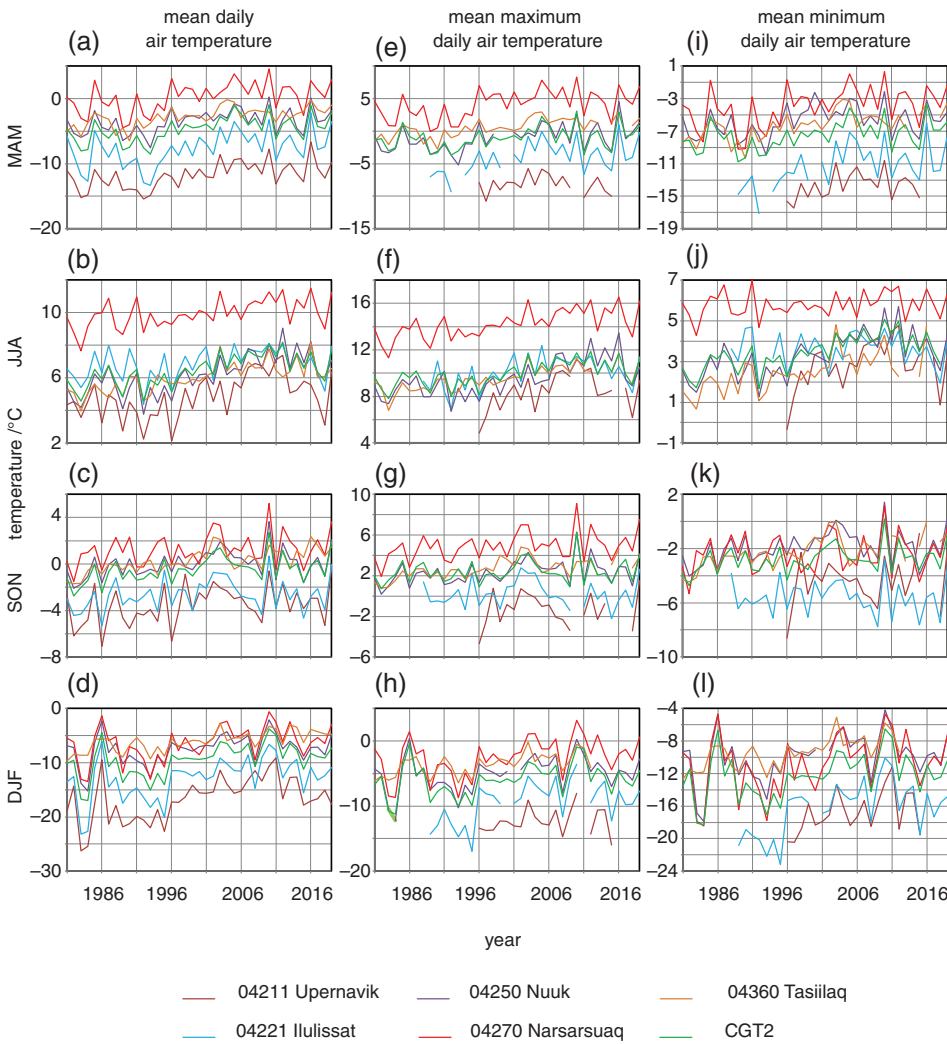 mean daily
air temperature
mean maximum
daily air temperature
mean minimum
daily air temperature
(a)
(e)
(i)
MAM
0
−10
−20
5
−5
−15
1
−3
−7
−11
−15
−19
(b)
(f)
(j)
JJA
10
6
2
16
12
8
4
7
5
3
1
−1
temperature /°C
(c)
(g)
(k)
SON
4
0
−4
−8
10
6
2
−2
−6
2
−2
−6
−10
(d)
(h)
(l)
DJF
0
−10
−20
−30
0
−10
−20
−4
−8
−12
−16
−20
−24
1986 1996 2006 2016
1986 1996 2006 2016
1986 1996 2006 2016
year
04211 Upernavik
04250 Nuuk
04360 Tasiilaq
04221 Ilulissat
04270 Narsarsuaq
CGT2